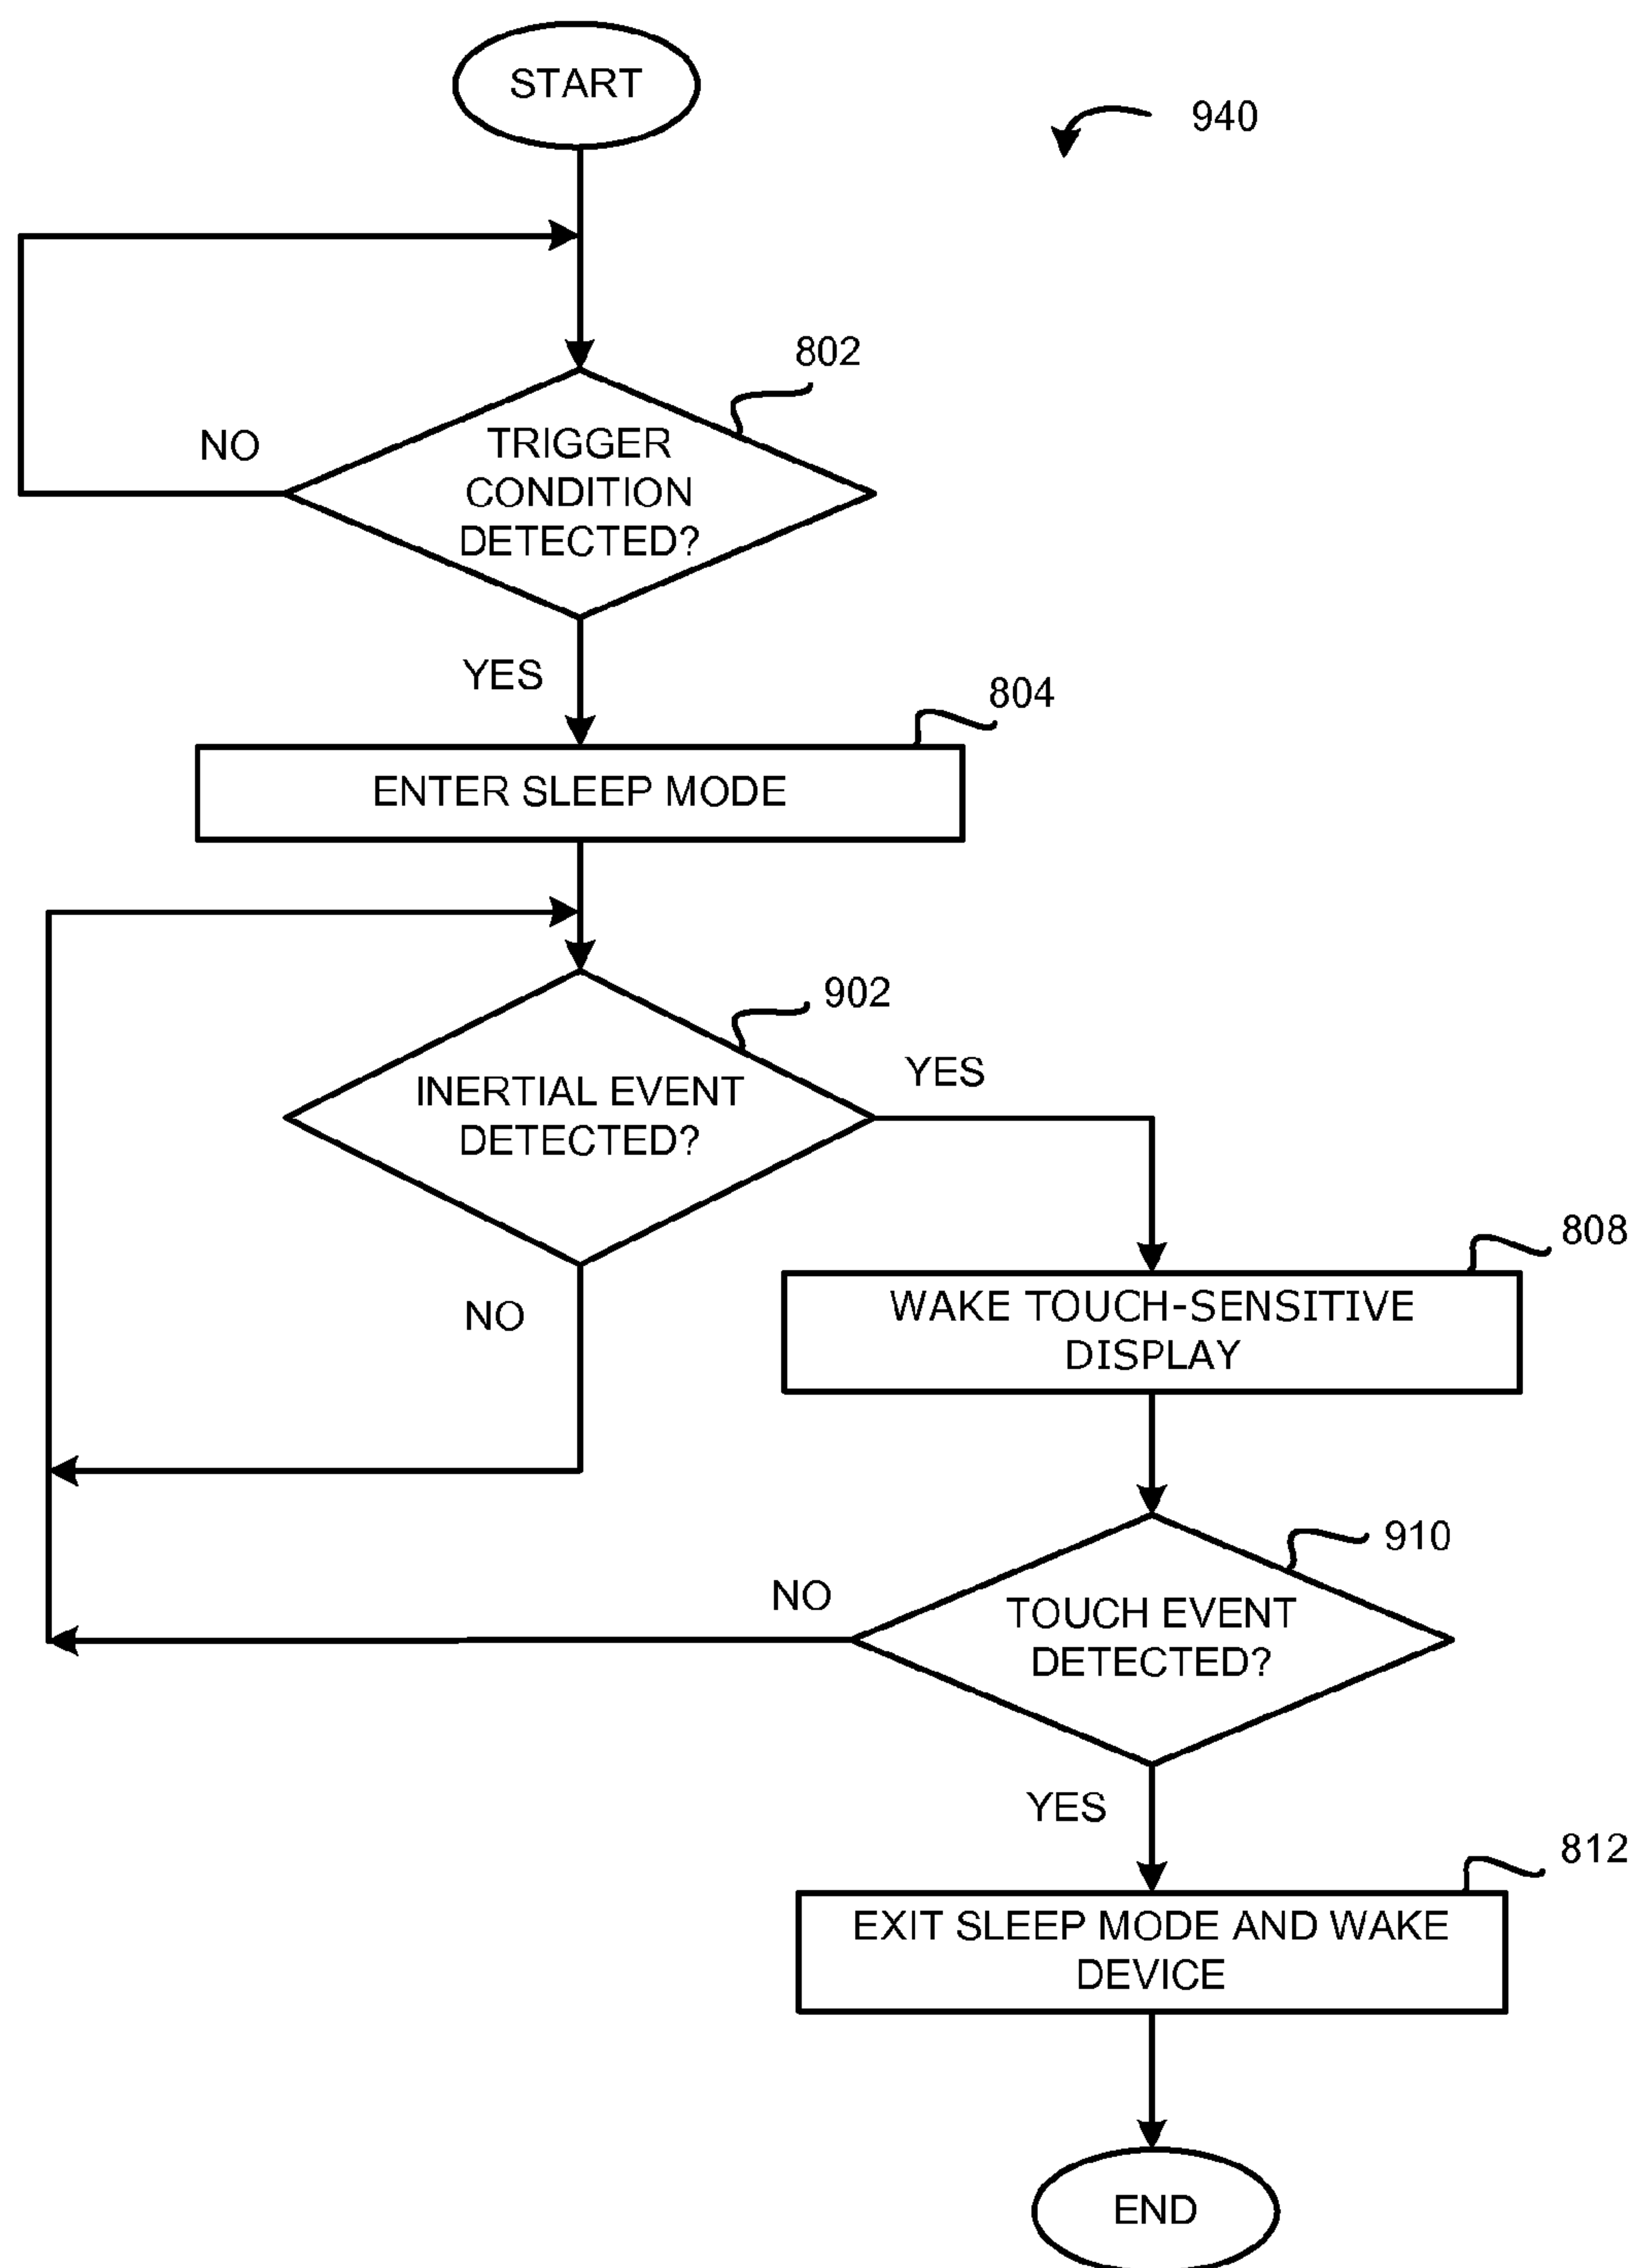 START
940
802
NO
TRIGGER
CONDITION
DETECTED?
YES
804
ENTER SLEEP MODE
902
YES
INERTIAL EVENT
DETECTED?
808
NO
WAKE TOUCH-SENSITIVE
DISPLAY
910
NO
TOUCH EVENT
DETECTED?
YES
812
EXIT SLEEP MODE AND WAKE
DEVICE
END